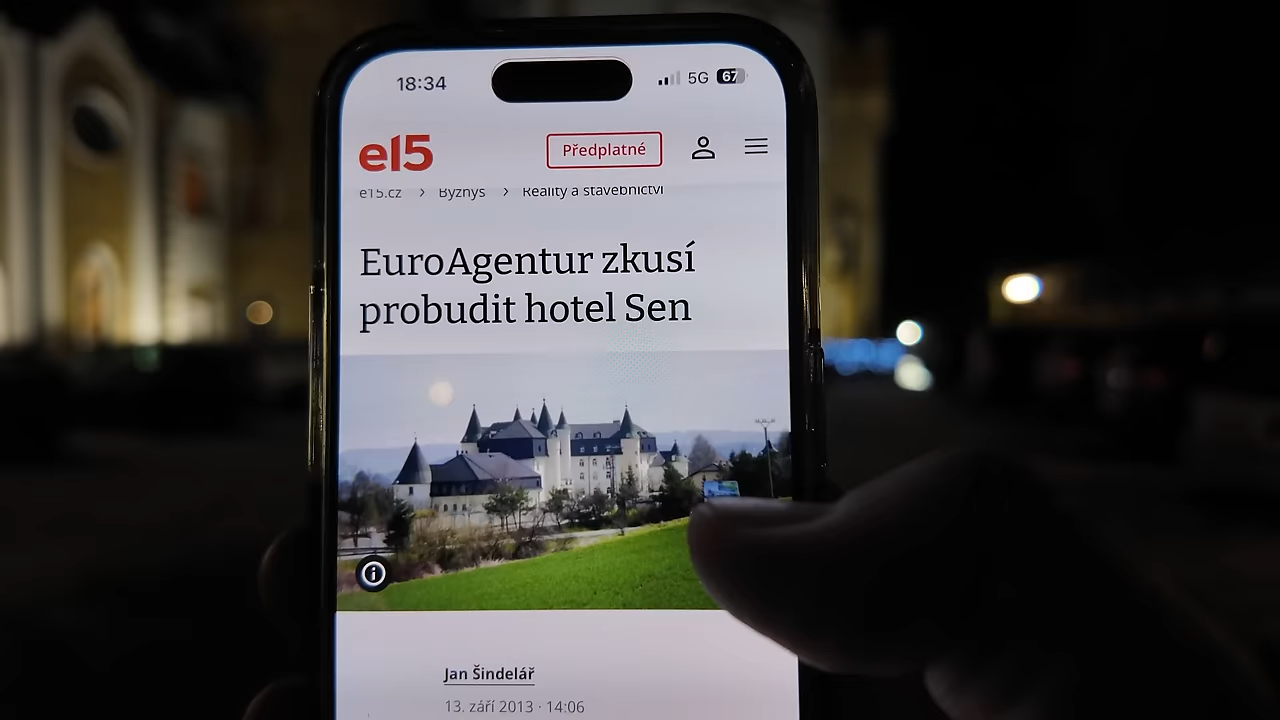 18:34 5G 67
e15 Předplatné
e15.cz > Byznys > Reality a stavebnictví
EuroAgentur zkusí
probudit hotel Sen
Jan Šindelář
13. září 2013 · 14:06